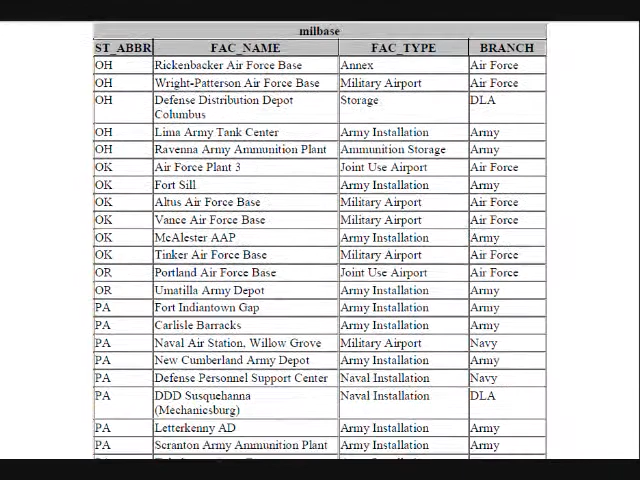 milbase
ST_ABBR FAC_NAME FAC_TYPE BRANCH
OH Rickenbacker Air Force Base Annex Air Force
OH Wright-Patterson Air Force Base Military Airport Air Force
OH Defense Distribution Depot Storage DLA
Columbus
OH Lima Army Tank Center Army Installation Army
OH Ravenna Army Ammunition Plant Ammunition Storage Army
OK Air Force Plant 3 Joint Use Airport Air Force
OK Fort Sill Army Installation Army
OK Altus Air Force Base Military Airport Air Force
OK Vance Air Force Base Military Airport Air Force
OK McAlester AAP Army Installation Army
OK Tinker Air Force Base Military Airport Air Force
OR Portland Air Force Base Joint Use Airport Air Force
OR Umatilla Army Depot Army Installation Army
PA Fort Indiantown Gap Army Installation Army
PA Carlisle Barracks Army Installation Army
PA Naval Air Station, Willow Grove Military Airport Navy
PA New Cumberland Army Depot Army Installation Army
PA Defense Personnel Support Center Naval Installation Navy
PA DDD Susquehanna Naval Installation DLA
(Mechanicsburg)
PA Letterkenny AD Army Installation Army
PA Scranton Army Ammunition Plant Army Installation Army